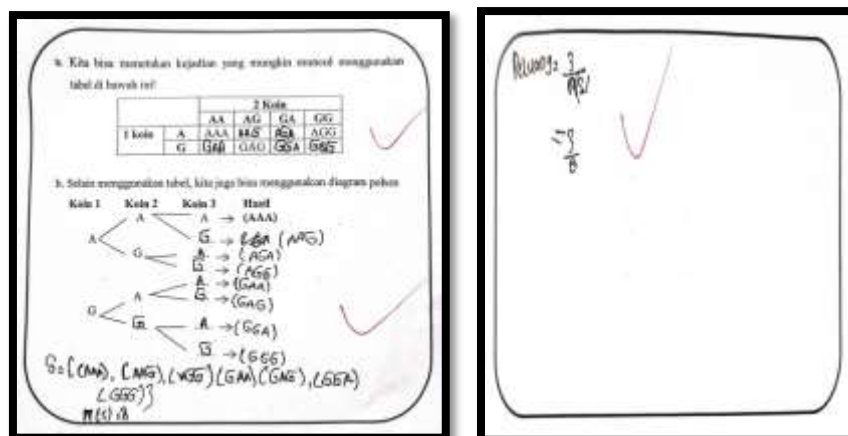 a. Kita bisa menetukan kejadian yang mungkin muncul menggunakan
tabel di bawah ini!
2 Koin
AA AG GA GG
1 koin A AAA AAG AGA AGG
G GAA GAG GGA GGG
b. Selain menggunakan tabel, kita juga bisa menggunakan diagram pohon
Koin 1 Koin 2 Koin 3 Hasil
A A A → (AAA)
G → (AAG)
G A → (AGA)
G → (AGG)
G A A → (GAA)
G → (GAG)
G A → (GGA)
G → (GGG)
S = {(AAA), (AAG), (AGG) (GAA) (GAG), (GGA)
(GGG)}
n(s) = 8
Peluang = 3/n(s)
= 3/8